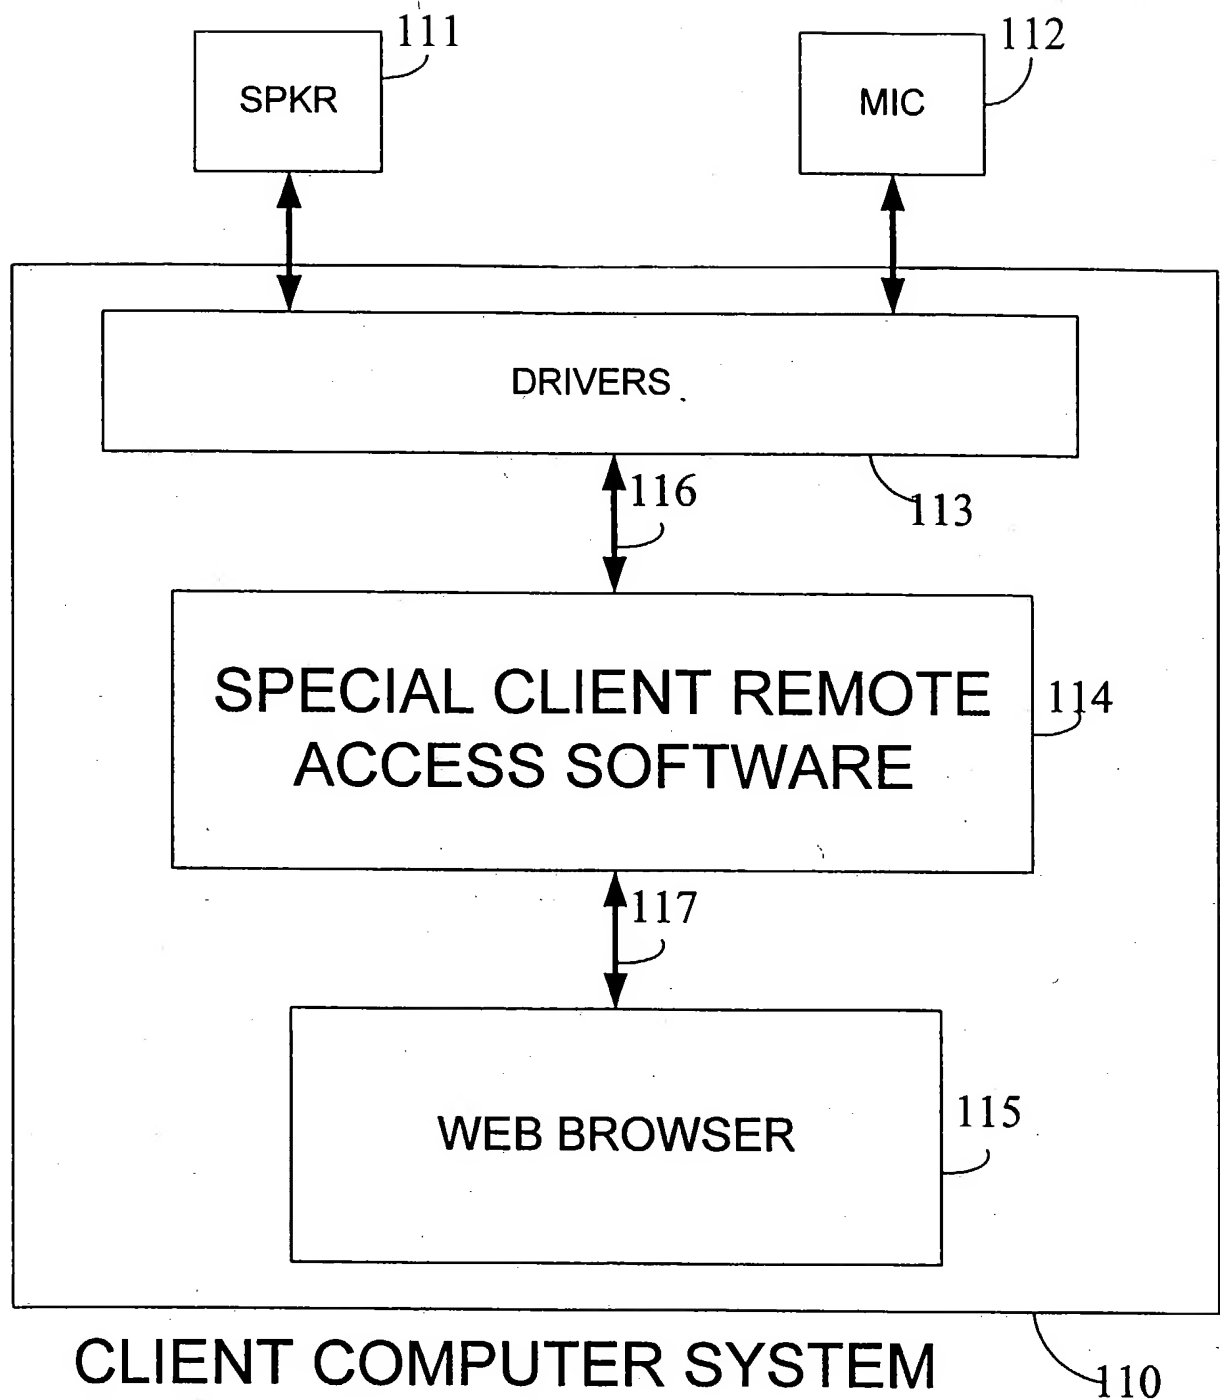 111
112
SPKR
MIC
DRIVERS
116
113
SPECIAL CLIENT REMOTE
ACCESS SOFTWARE
114
117
WEB BROWSER
115
CLIENT COMPUTER SYSTEM
110